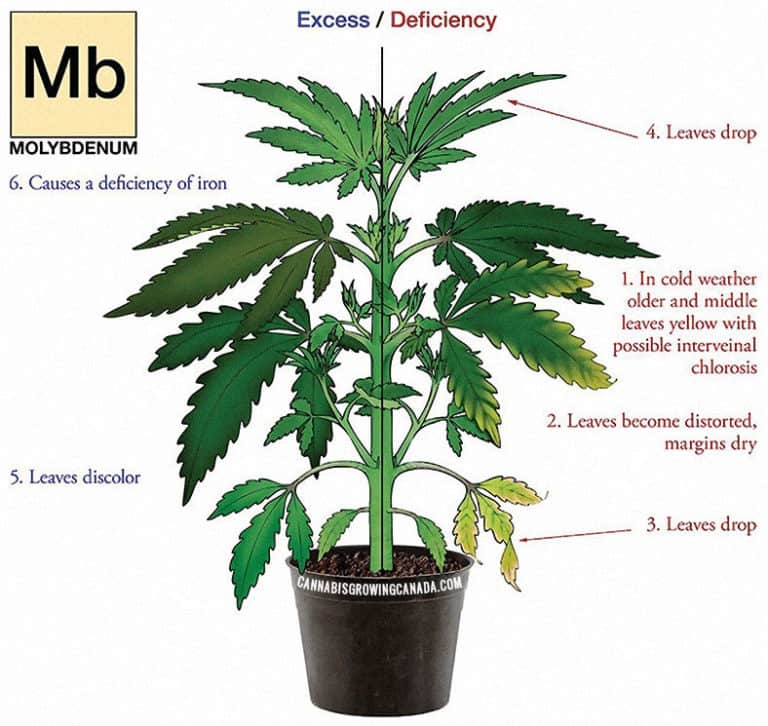 Excess / Deficiency
Mb
MOLYBDENUM
4. Leaves drop
6. Causes a deficiency of iron
1. In cold weather
older and middle
leaves yellow with
possible interveinal
chlorosis
2. Leaves become distorted,
margins dry
5. Leaves discolor
3. Leaves drop
CANNABISGROWINGCANADA.COM